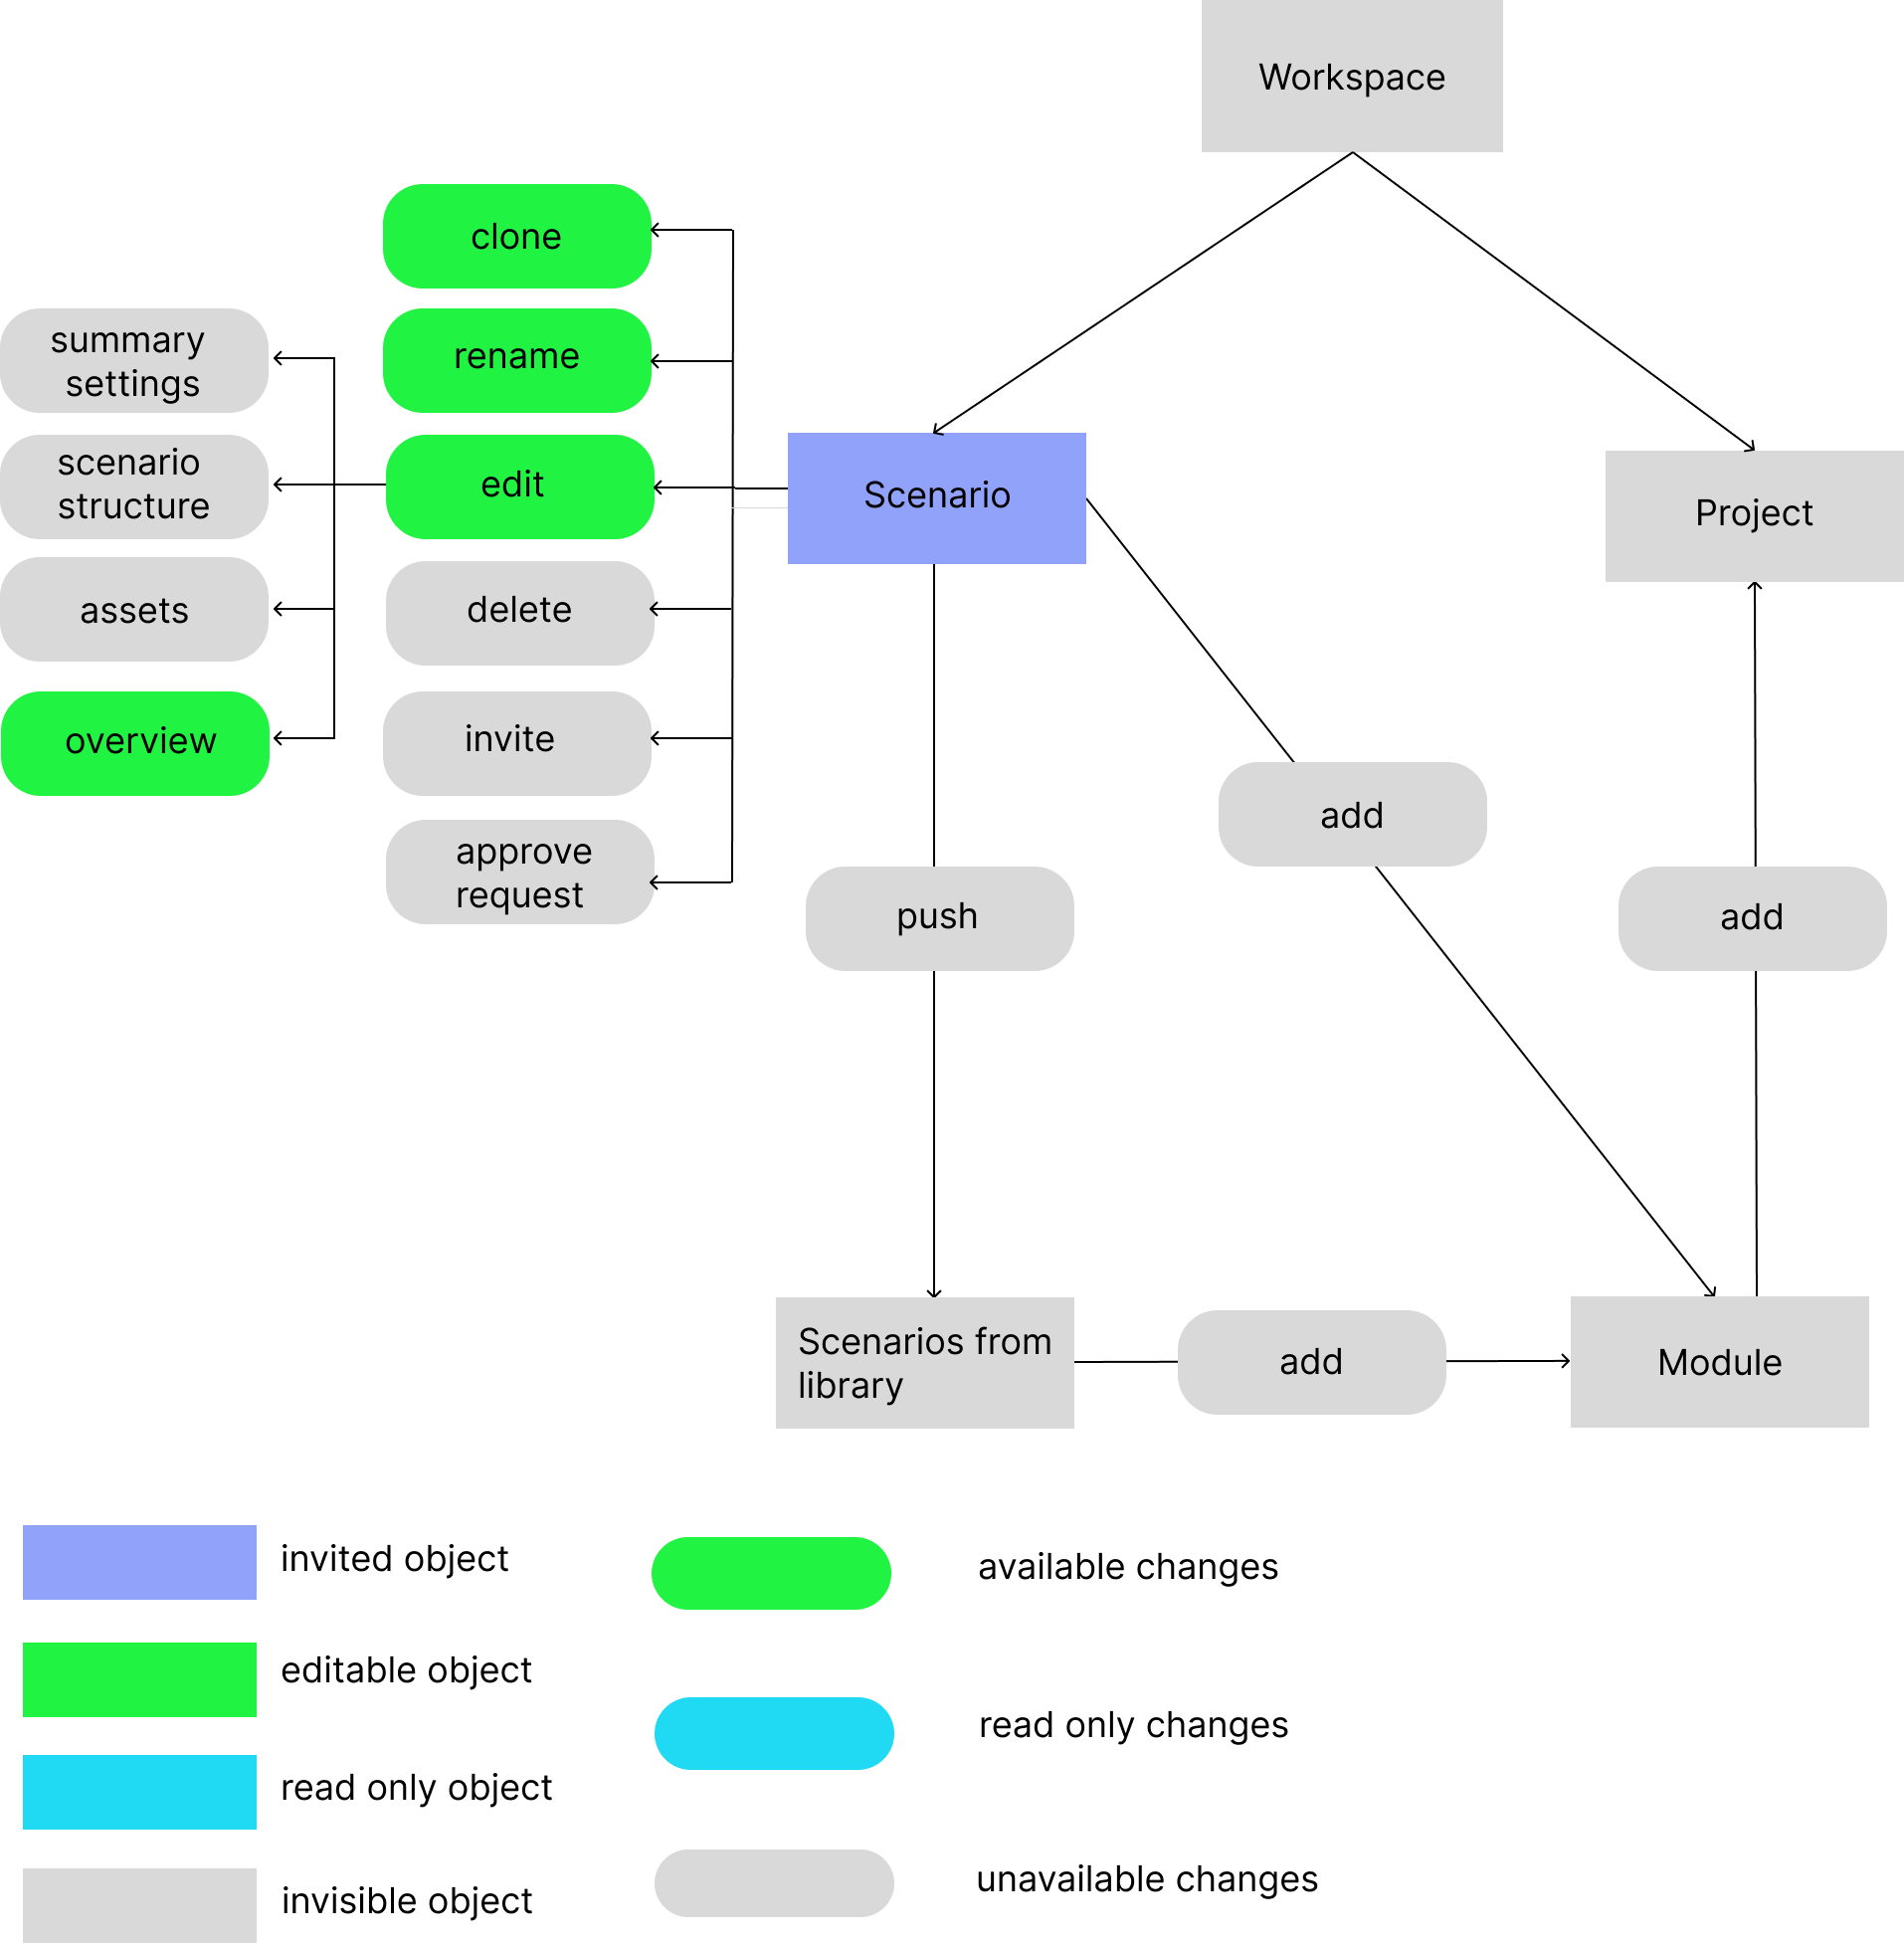 Workspace
clone
rename
edit
delete
invite
approve
request
summary
settings
scenario
structure
assets
overview
Scenario
Project
add
push
add
Scenarios from
library
add
Module
invited object
editable object
read only object
invisible object
available changes
read only changes
unavailable changes